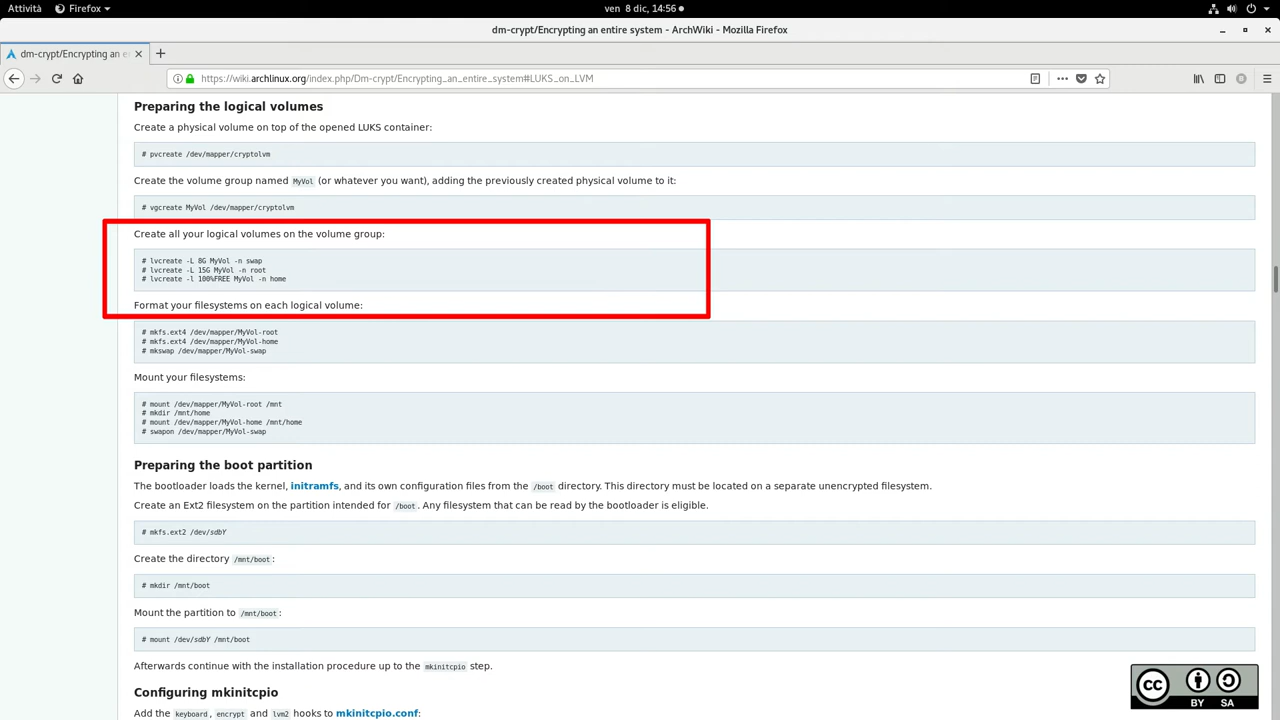 Attività Firefox ven 8 dic, 14:56
dm-crypt/Encrypting an entire system - ArchWiki - Mozilla Firefox
dm-crypt/Encrypting an e
https://wiki.archlinux.org/index.php/Dm-crypt/Encrypting_an_entire_system#LUKS_on_LVM
Preparing the logical volumes
Create a physical volume on top of the opened LUKS container:
# pvcreate /dev/mapper/cryptolvm
Create the volume group named MyVol (or whatever you want), adding the previously created physical volume to it:
# vgcreate MyVol /dev/mapper/cryptolvm
Create all your logical volumes on the volume group:
# lvcreate -L 8G MyVol -n swap
# lvcreate -L 15G MyVol -n root
# lvcreate -l 100%FREE MyVol -n home
Format your filesystems on each logical volume:
# mkfs.ext4 /dev/mapper/MyVol-root
# mkfs.ext4 /dev/mapper/MyVol-home
# mkswap /dev/mapper/MyVol-swap
Mount your filesystems:
# mount /dev/mapper/MyVol-root /mnt
# mkdir /mnt/home
# mount /dev/mapper/MyVol-home /mnt/home
# swapon /dev/mapper/MyVol-swap
Preparing the boot partition
The bootloader loads the kernel, initramfs, and its own configuration files from the /boot directory. This directory must be located on a separate unencrypted filesystem.
Create an Ext2 filesystem on the partition intended for /boot. Any filesystem that can be read by the bootloader is eligible.
# mkfs.ext2 /dev/sdbY
Create the directory /mnt/boot:
# mkdir /mnt/boot
Mount the partition to /mnt/boot:
# mount /dev/sdbY /mnt/boot
Afterwards continue with the installation procedure up to the mkinitcpio step.
Configuring mkinitcpio
Add the keyboard, encrypt and lvm2 hooks to mkinitcpio.conf:
cc
BY SA